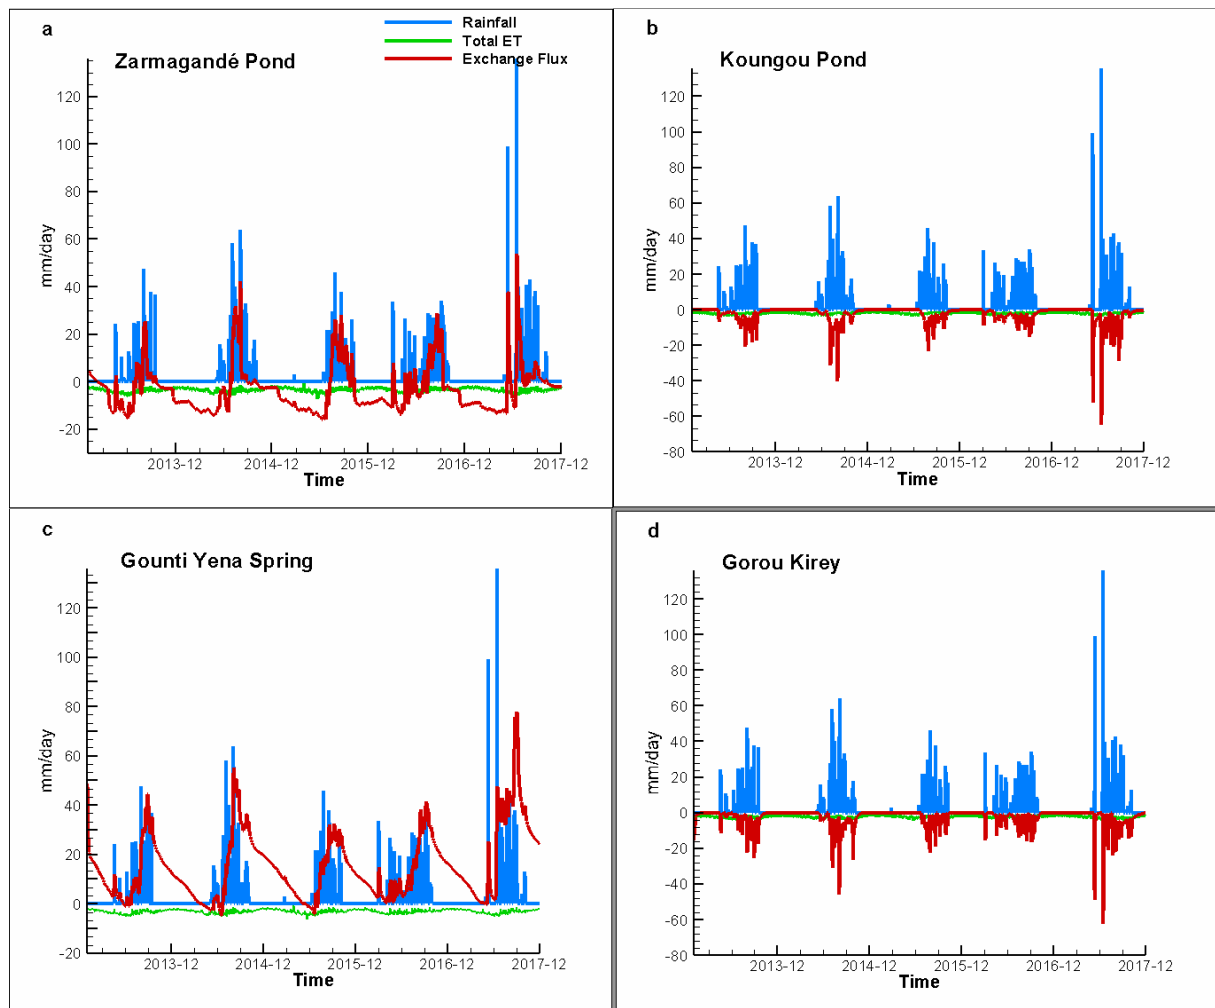 a
Rainfall
Total ET
Exchange Flux
Zarmagandé Pond
mm/day
120
100
80
60
40
20
0
-20
2013-12 2014-12 2015-12 2016-12 2017-12
Time
b
Koungou Pond
mm/day
120
100
80
60
40
20
0
-20
-40
-60
-80
2013-12 2014-12 2015-12 2016-12 2017-12
Time
c
Gounti Yena Spring
mm/day
120
100
80
60
40
20
0
-20
2013-12 2014-12 2015-12 2016-12 2017-12
Time
d
Gorou Kirey
mm/day
120
100
80
60
40
20
0
-20
-40
-60
-80
2013-12 2014-12 2015-12 2016-12 2017-12
Time